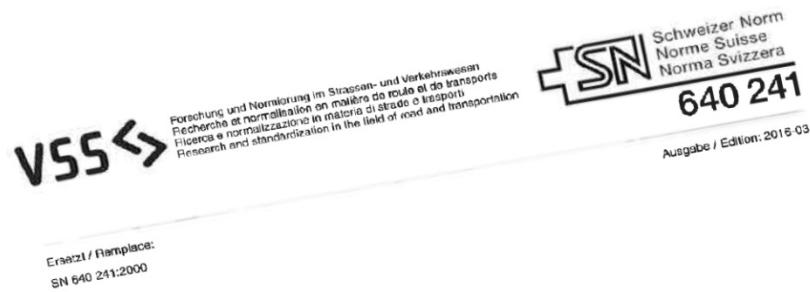 VSS
Forschung und Normierung im Strassen- und Verkehrswesen
Recherche et normalisation en matière de route et de transports
Ricerca e normalizzazione in materia di strade e trasporti
Research and standardization in the field of road and transportation
SN
Schweizer Norm
Norme Suisse
Norma Svizzera
640 241
Ausgabe / Edition: 2016-03
Ersetzt / Remplace:
SN 640 241:2000